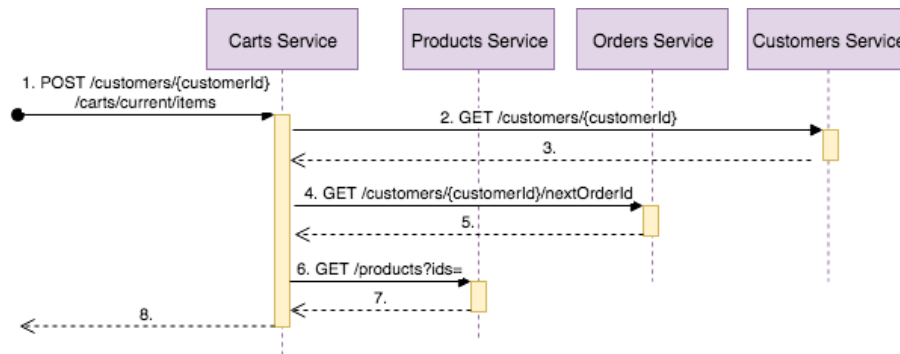 Carts Service
Products Service
Orders Service
Customers Service
1. POST /customers/{customerId}
/carts/current/items
2. GET /customers/{customerId}
3.
4. GET /customers/{customerId}/nextOrderId
5.
6. GET /products?ids=
7.
8.